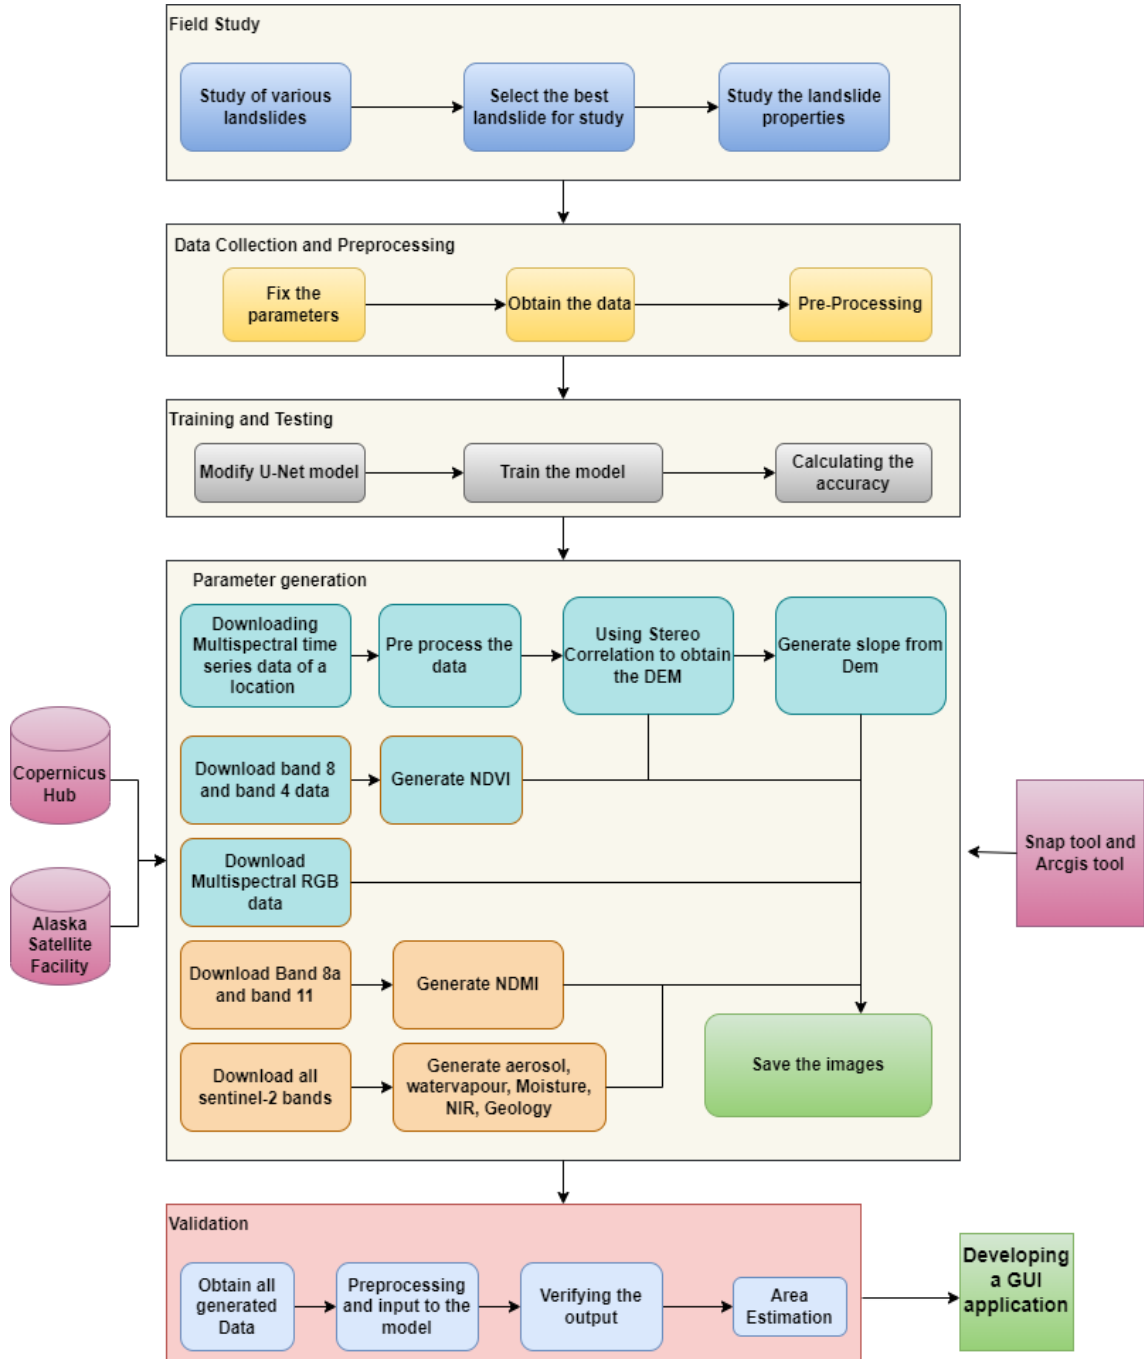 Field Study
Study of various
landslides
Select the best
landslide for study
Study the landslide
properties
Data Collection and Preprocessing
Fix the
parameters
Obtain the data
Pre-Processing
Training and Testing
Modify U-Net model
Train the model
Calculating the
accuracy
Parameter generation
Downloading
Multispectral time
series data of a
location
Pre process the
data
Using Stereo
Correlation to obtain
the DEM
Generate slope from
Dem
Copernicus
Hub
Download band 8
and band 4 data
Generate NDVI
Snap tool and
Arcgis tool
Download
Multispectral RGB
data
Alaska
Satellite
Facility
Download Band 8a
and band 11
Generate NDMI
Download all
sentinel-2 bands
Generate aerosol,
watervapour, Moisture,
NIR, Geology
Save the images
Validation
Obtain all
generated
Data
Preprocessing
and input to the
model
Verifying the
output
Area
Estimation
Developing
a GUI
application